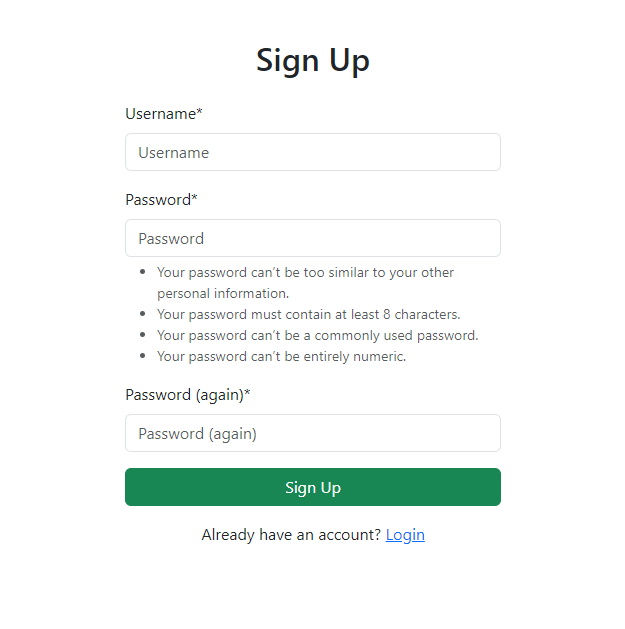 Sign Up
Username*
Username
Password*
Password
• Your password can’t be too similar to your other
personal information.
• Your password must contain at least 8 characters.
• Your password can’t be a commonly used password.
• Your password can’t be entirely numeric.
Password (again)*
Password (again)
Sign Up
Already have an account? Login